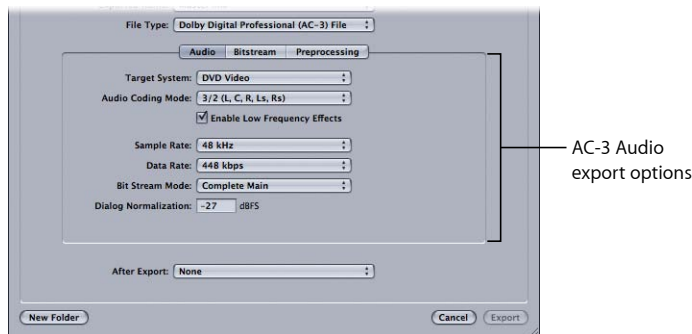 File Type: Dolby Digital Professional (AC-3) File
Audio Bitstream Preprocessing
Target System: DVD Video
Audio Coding Mode: 3/2 (L, C, R, Ls, Rs)
Enable Low Frequency Effects
Sample Rate: 48 kHz
Data Rate: 448 kbps
Bit Stream Mode: Complete Main
Dialog Normalization: -27 dBFS
AC-3 Audio
export options
After Export: None
New Folder Cancel Export